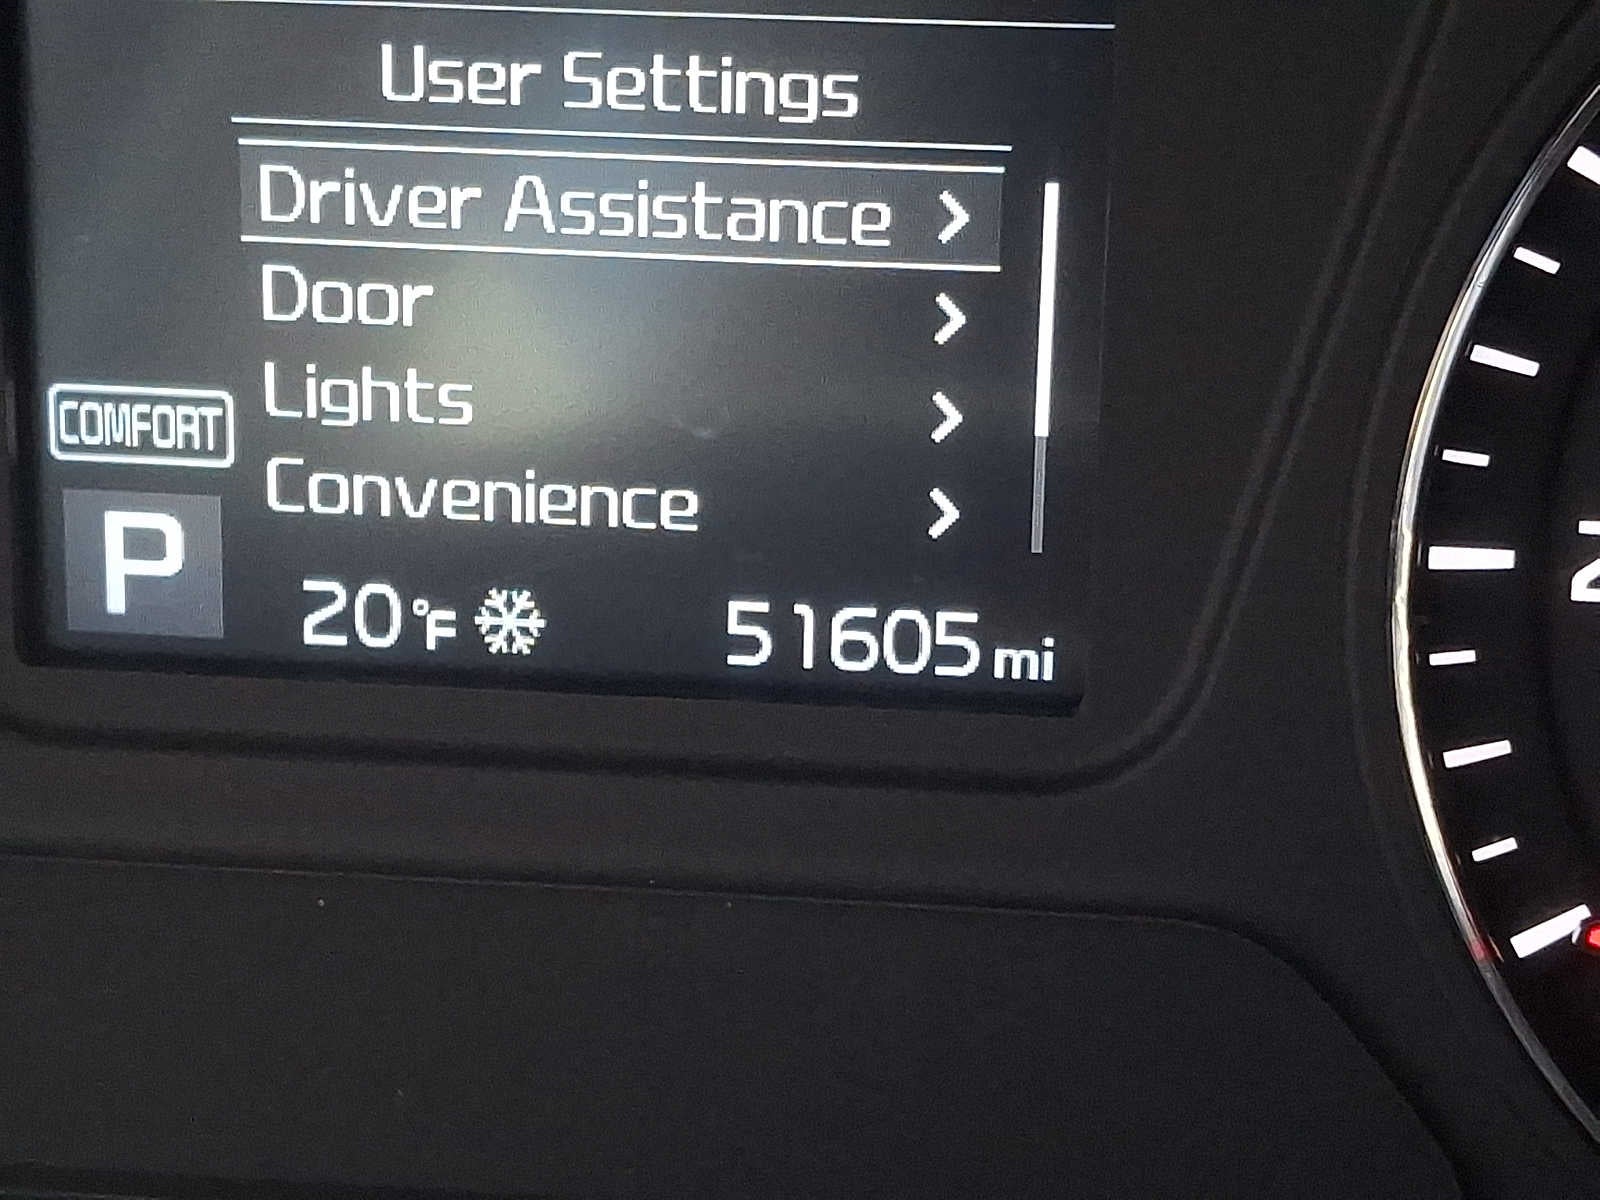 User Settings
Driver Assistance >
Door >
Lights >
Convenience >
COMFORT
P
20°F 51605 mi